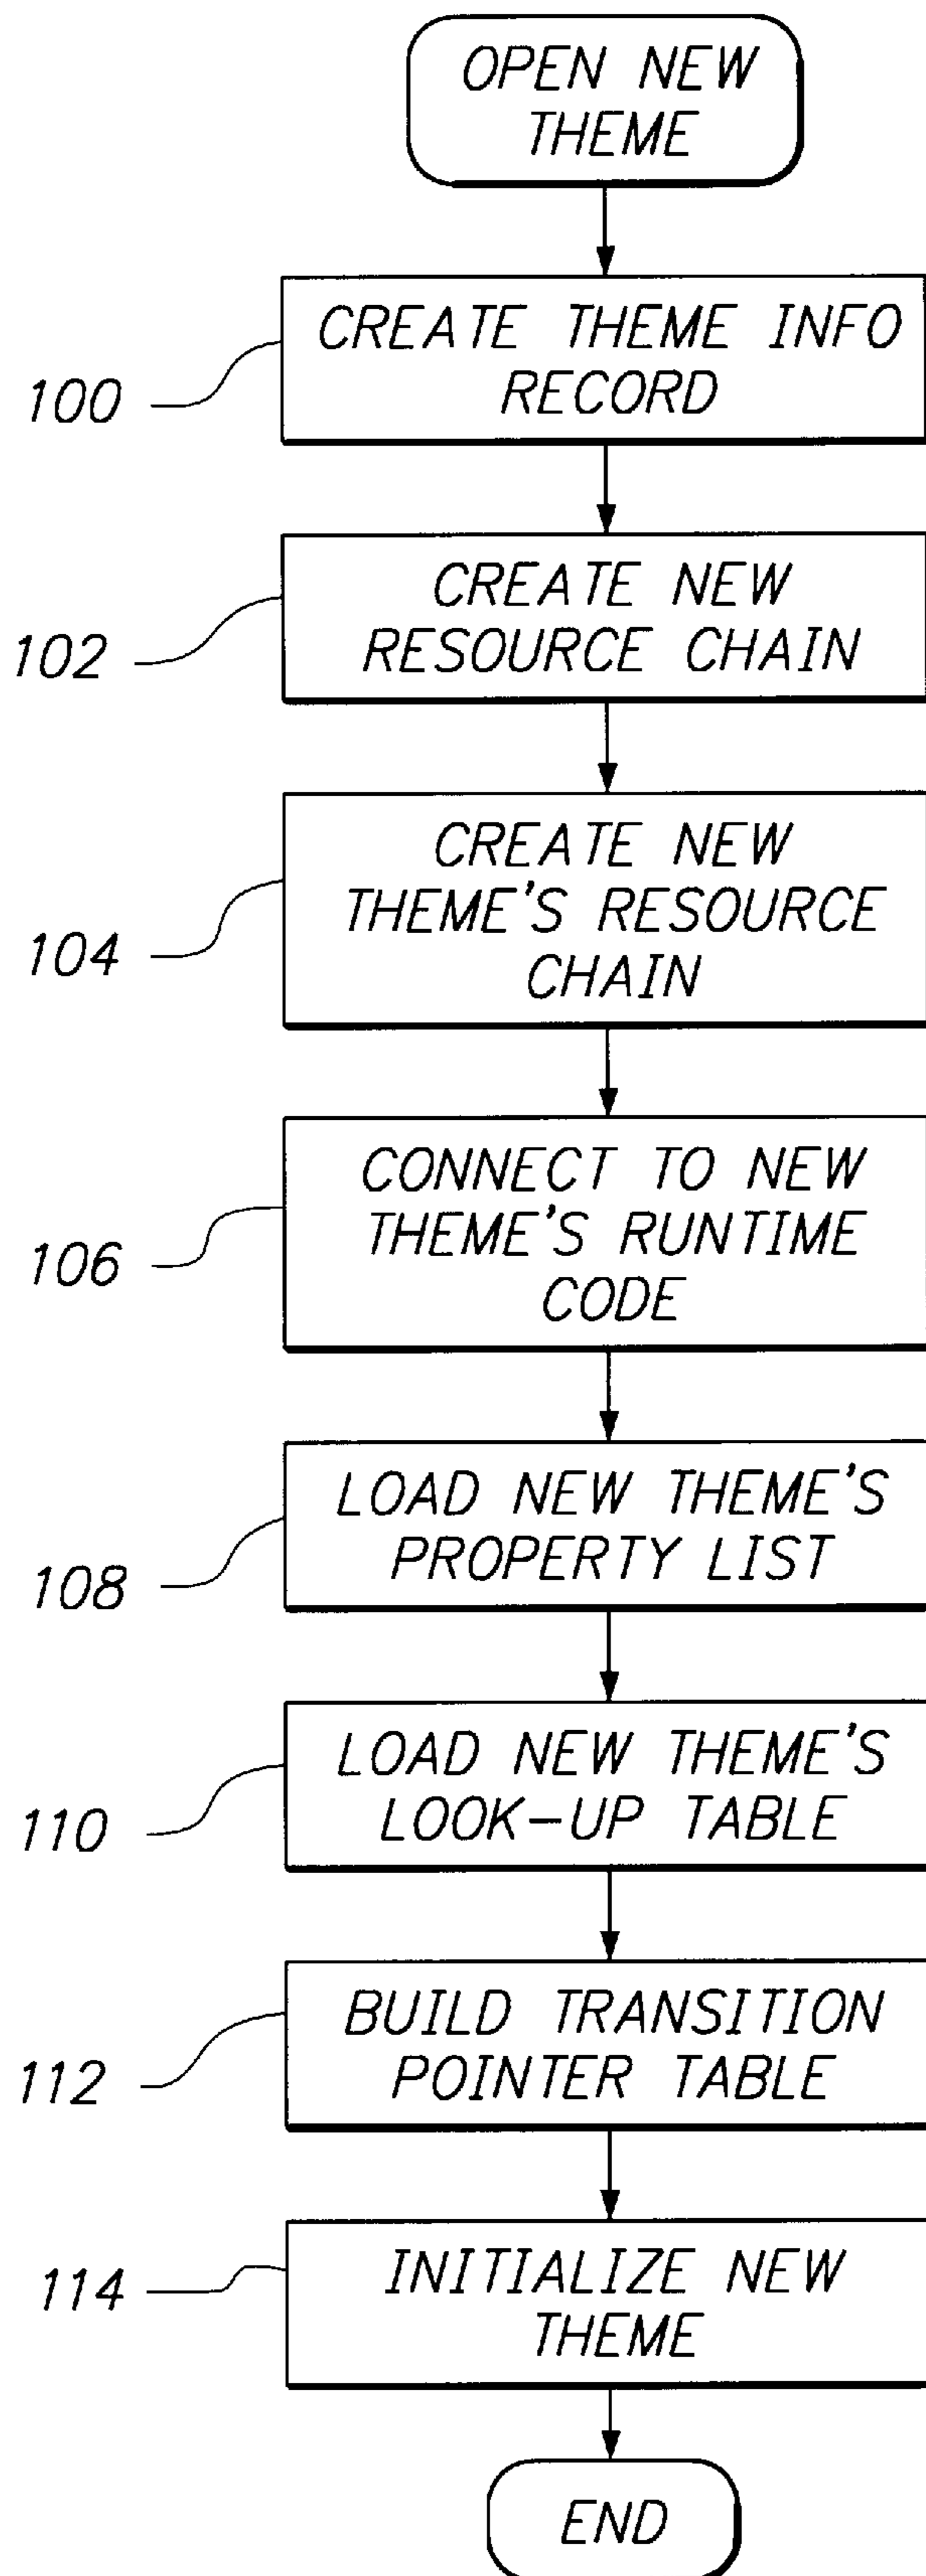 OPEN NEW
THEME
CREATE THEME INFO
RECORD
100
CREATE NEW
RESOURCE CHAIN
102
CREATE NEW
THEME'S RESOURCE
CHAIN
104
CONNECT TO NEW
THEME'S RUNTIME
CODE
106
LOAD NEW THEME'S
PROPERTY LIST
108
LOAD NEW THEME'S
LOOK-UP TABLE
110
BUILD TRANSITION
POINTER TABLE
112
INITIALIZE NEW
THEME
114
END